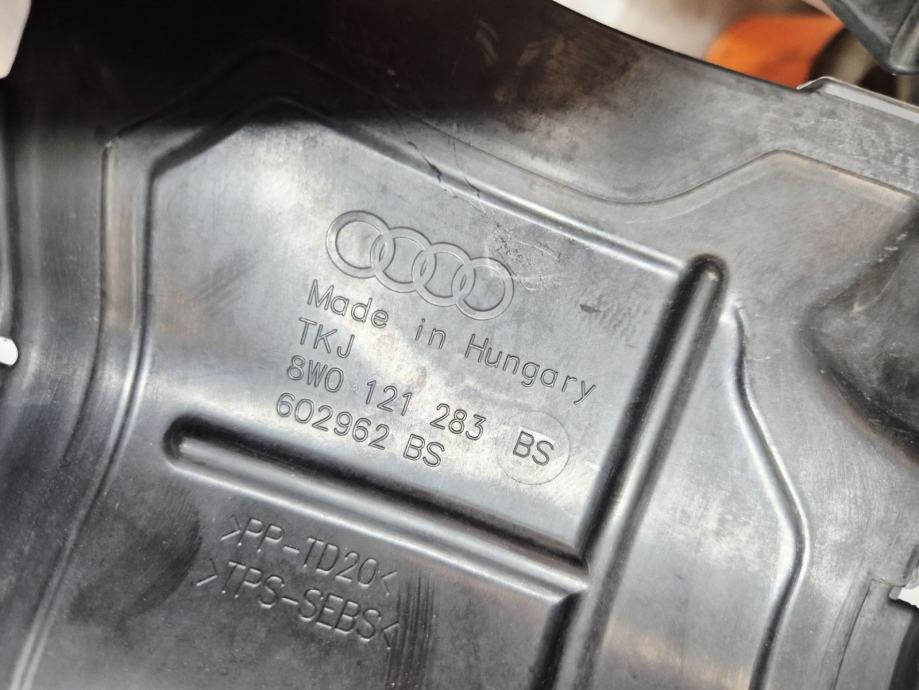 Made in Hungary
TKJ
8W0 121 283 BS
602962 BS
>PP-TD20<
>TPS-SEBS<